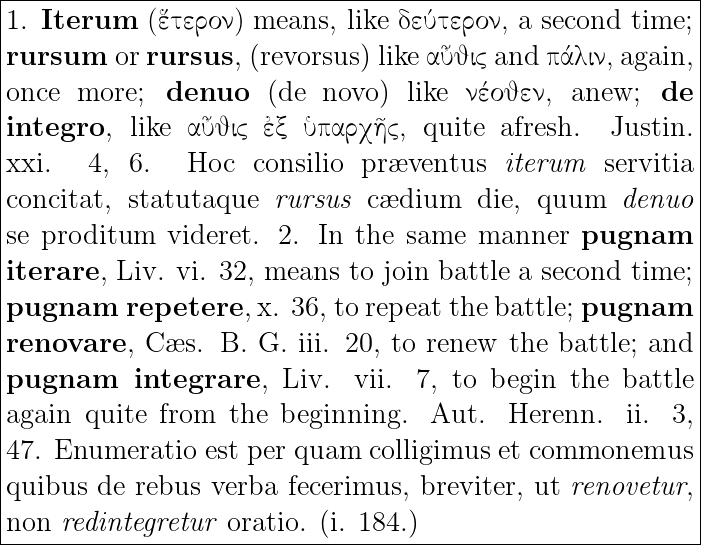 1. Iterum (ἕτερον) means, like δεύτερον, a second time;
rursum or rursus, (revorsus) like αὖθις and πάλιν, again,
once more; denuo (de novo) like νέοθεν, anew; de
integro, like αὖθις ἐξ ὑπαρχῆς, quite afresh. Justin.
xxi. 4, 6. Hoc consilio præventus iterum servitia
concitat, statutaque rursus cædium die, quum denuo
se proditum videret. 2. In the same manner pugnam
iterare, Liv. vi. 32, means to join battle a second time;
pugnam repetere, x. 36, to repeat the battle; pugnam
renovare, Cæs. B. G. iii. 20, to renew the battle; and
pugnam integrare, Liv. vii. 7, to begin the battle
again quite from the beginning. Aut. Herenn. ii. 3,
47. Enumeratio est per quam colligimus et commonemus
quibus de rebus verba fecerimus, breviter, ut renovetur,
non redintegretur oratio. (i. 184.)